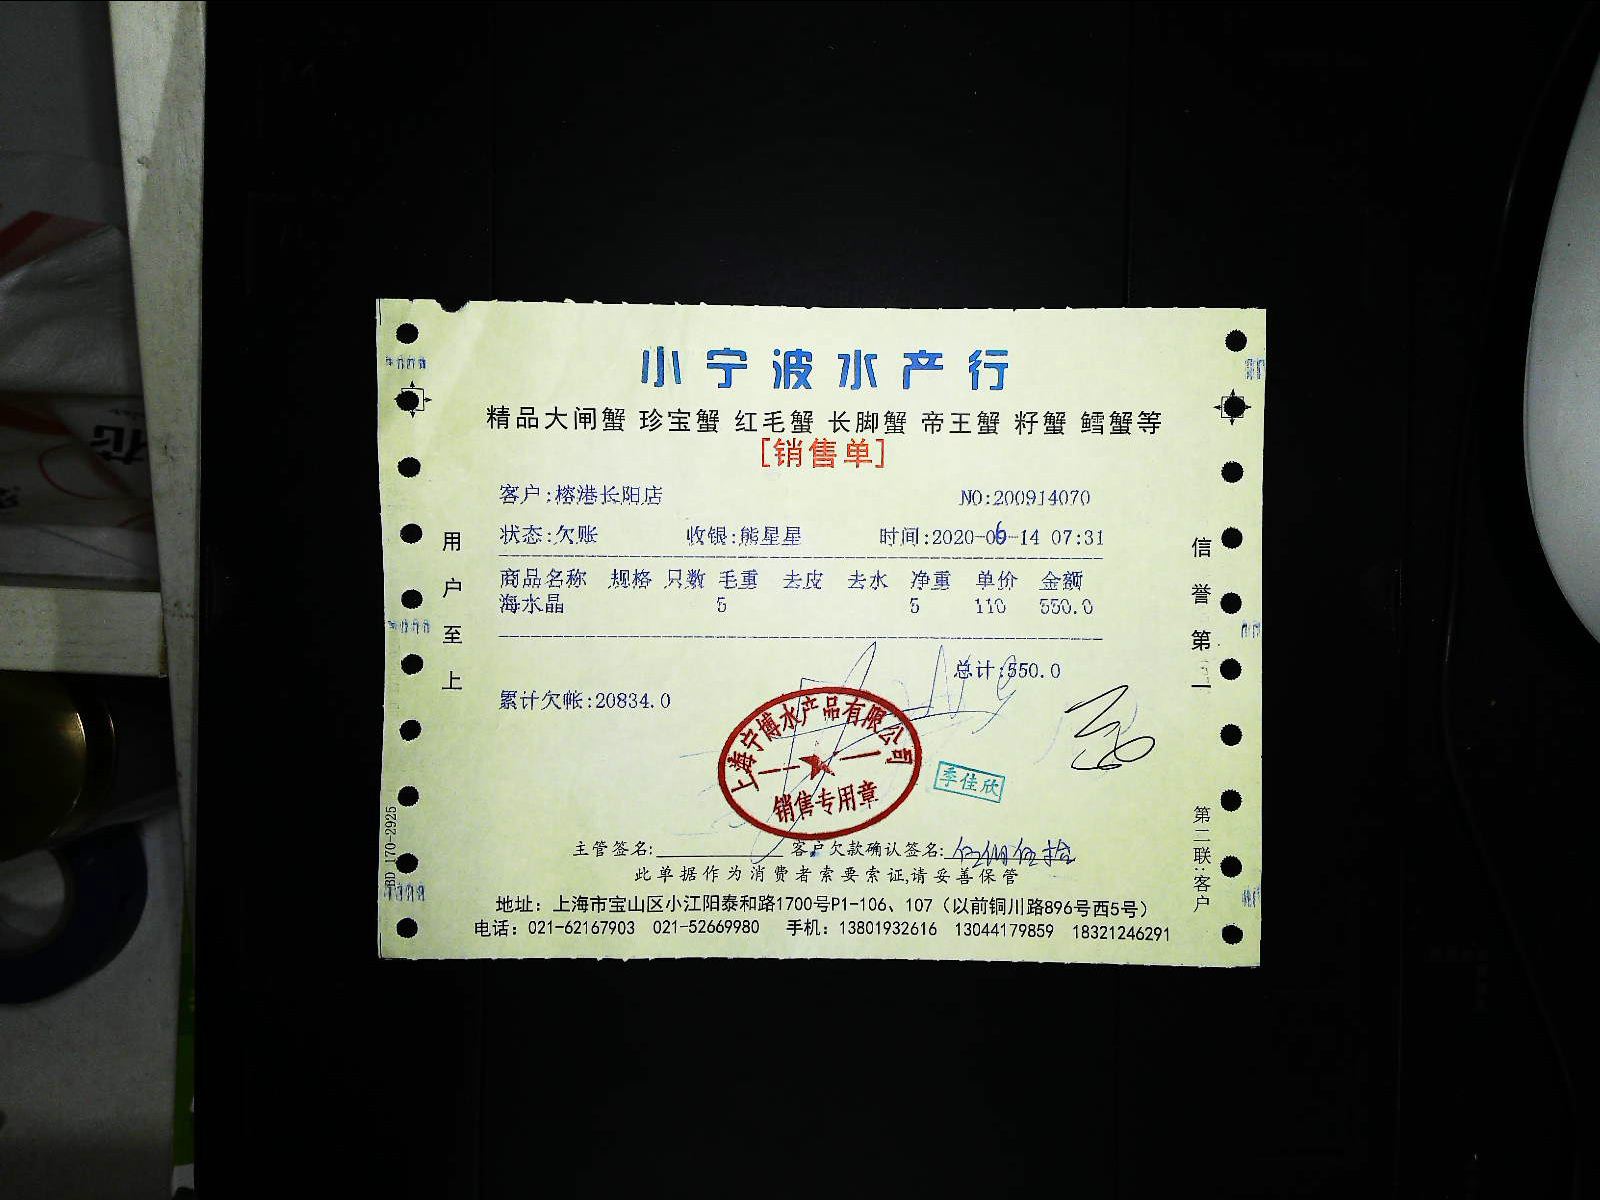 小宁波水产行
精品大闸蟹 珍宝蟹 红毛蟹 长脚蟹 帝王蟹 籽蟹 鳕蟹等
[销售单]
客户:榕港长阳店 NO:200914070
状态:欠账 收银:熊星星 时间:2020-06-14 07:31
商品名称 规格 只数 毛重 去皮 去水 净重 单价 金额
海水晶 5 5 110 550.0
总计:550.0
累计欠帐:20834.0
上海宁博水产品有限公司
销售专用章
季佳欣
主管签名: 客户欠款确认签名: 伍佰伍拾
此单据作为消费者索要索证,请妥善保管
地址：上海市宝山区小江阳泰和路1700号P1-106、107（以前铜川路896号西5号）
电话：021-62167903 021-52669980 手机：13801932616 13044179859 18321246291
用户至上
信誉第一
第二联:客户
BD 170-2925